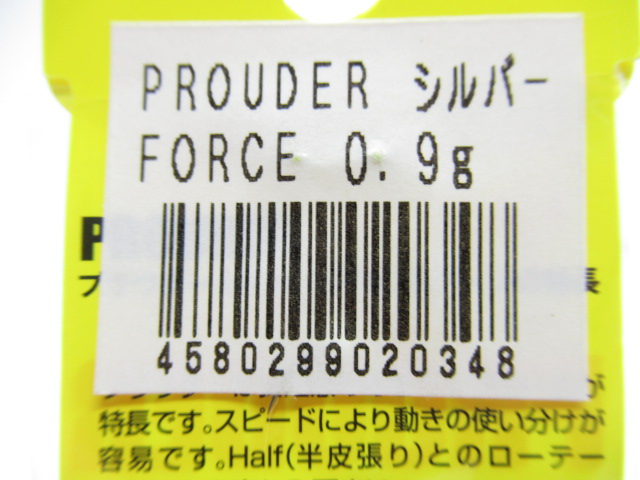 PROUDER シルバー
FORCE 0.9g
4580299020348
特長です。スピードにより動きの使い分けが
容易です。Half(半皮張り)とのローテー